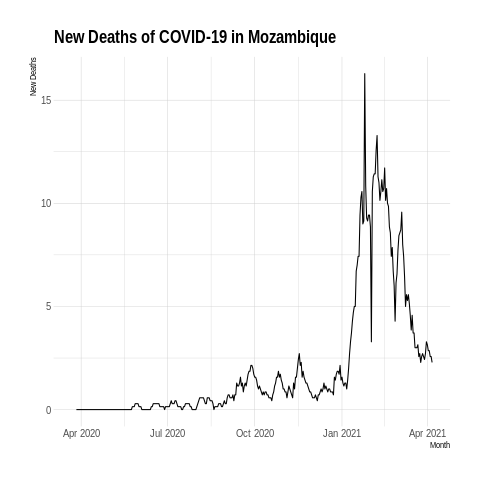 New Deaths of COVID-19 in Mozambique
New Deaths
15
10
5
0
Apr 2020 Jul 2020 Oct 2020 Jan 2021 Apr 2021
Month